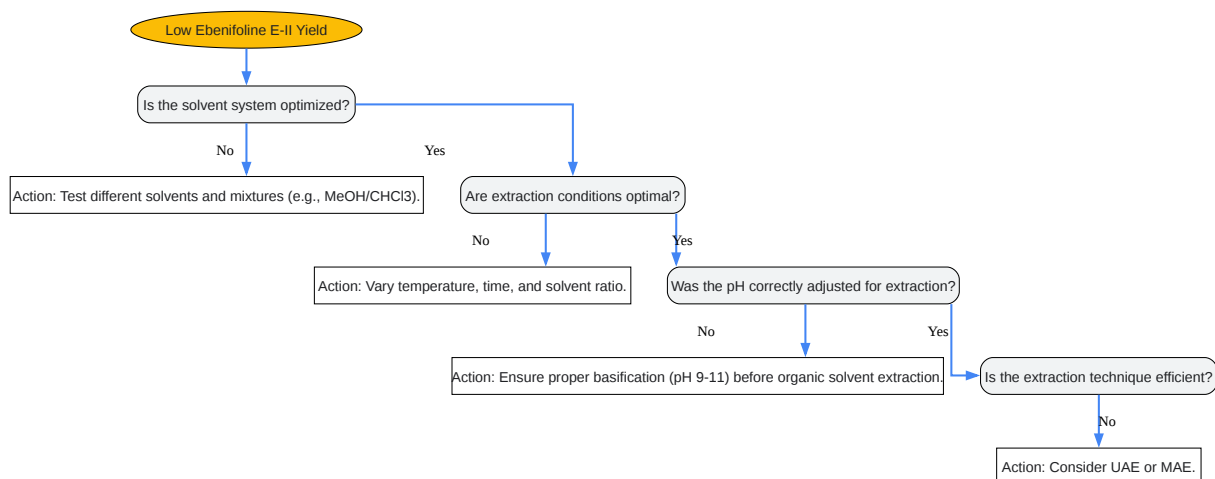 Low Ebenifoline E-II Yield
Is the solvent system optimized?
No
Yes
Action: Test different solvents and mixtures (e.g., MeOH/CHCl3).
Are extraction conditions optimal?
No
Yes
Action: Vary temperature, time, and solvent ratio.
Was the pH correctly adjusted for extraction?
No
Yes
Action: Ensure proper basification (pH 9-11) before organic solvent extraction.
Is the extraction technique efficient?
No
Action: Consider UAE or MAE.